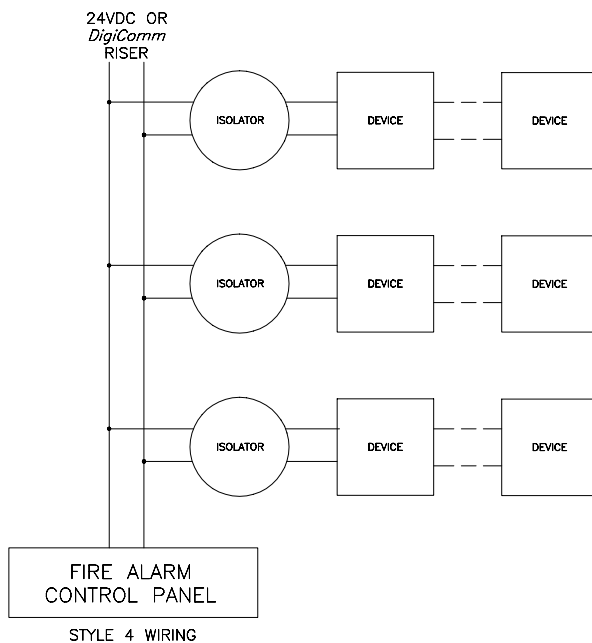 24VDC OR
DigiComm
RISER
ISOLATOR
DEVICE
DEVICE
ISOLATOR
DEVICE
DEVICE
ISOLATOR
DEVICE
DEVICE
FIRE ALARM
CONTROL PANEL
STYLE 4 WIRING